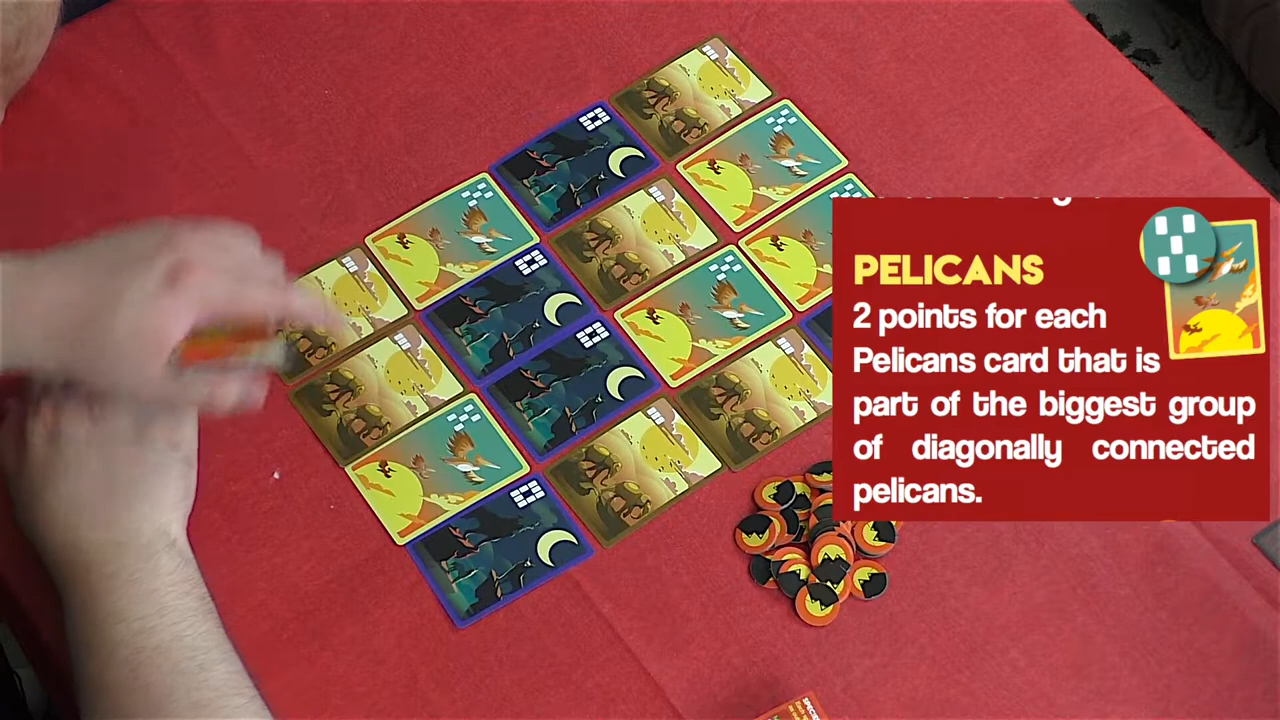 PELICANS
2 points for each
Pelicans card that is
part of the biggest group
of diagonally connected
pelicans.